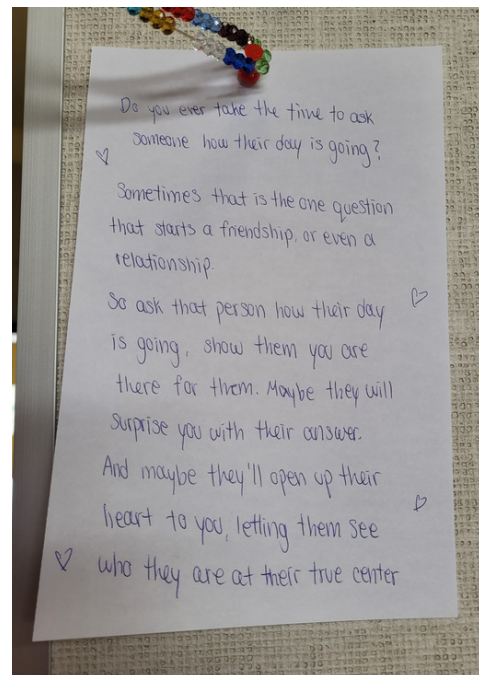 Do you ever take the time to ask
someone how their day is going?
Sometimes that is the one question
that starts a friendship, or even a
relationship.
So ask that person how their day
is going, show them you are
there for them. Maybe they will
surprise you with their answer.
And maybe they'll open up their
heart to you, letting them see
who they are at their true center